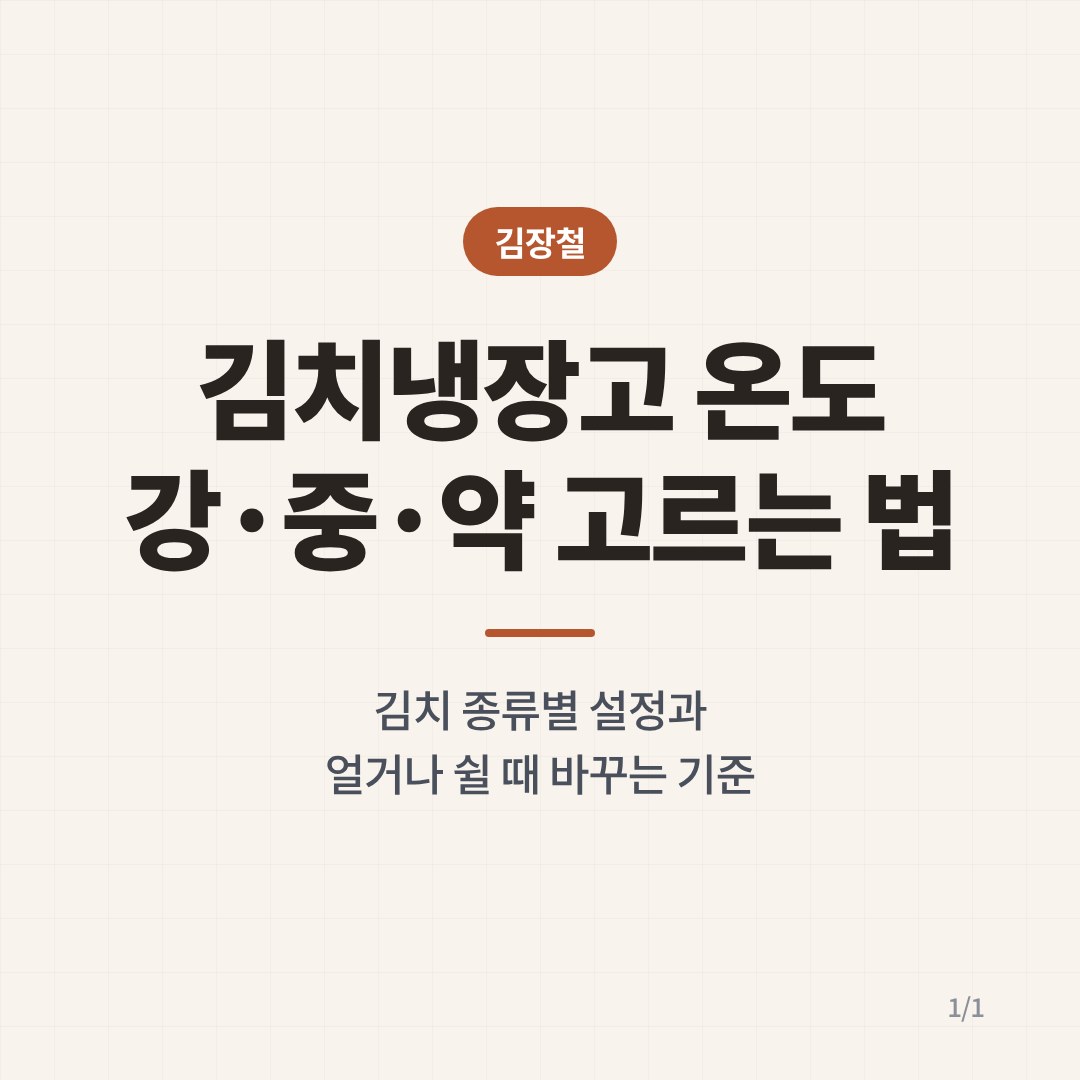 김장철
김치냉장고 온도
강·중·약 고르는 법
김치 종류별 설정과
얼거나 쉴 때 바꾸는 기준
1/1